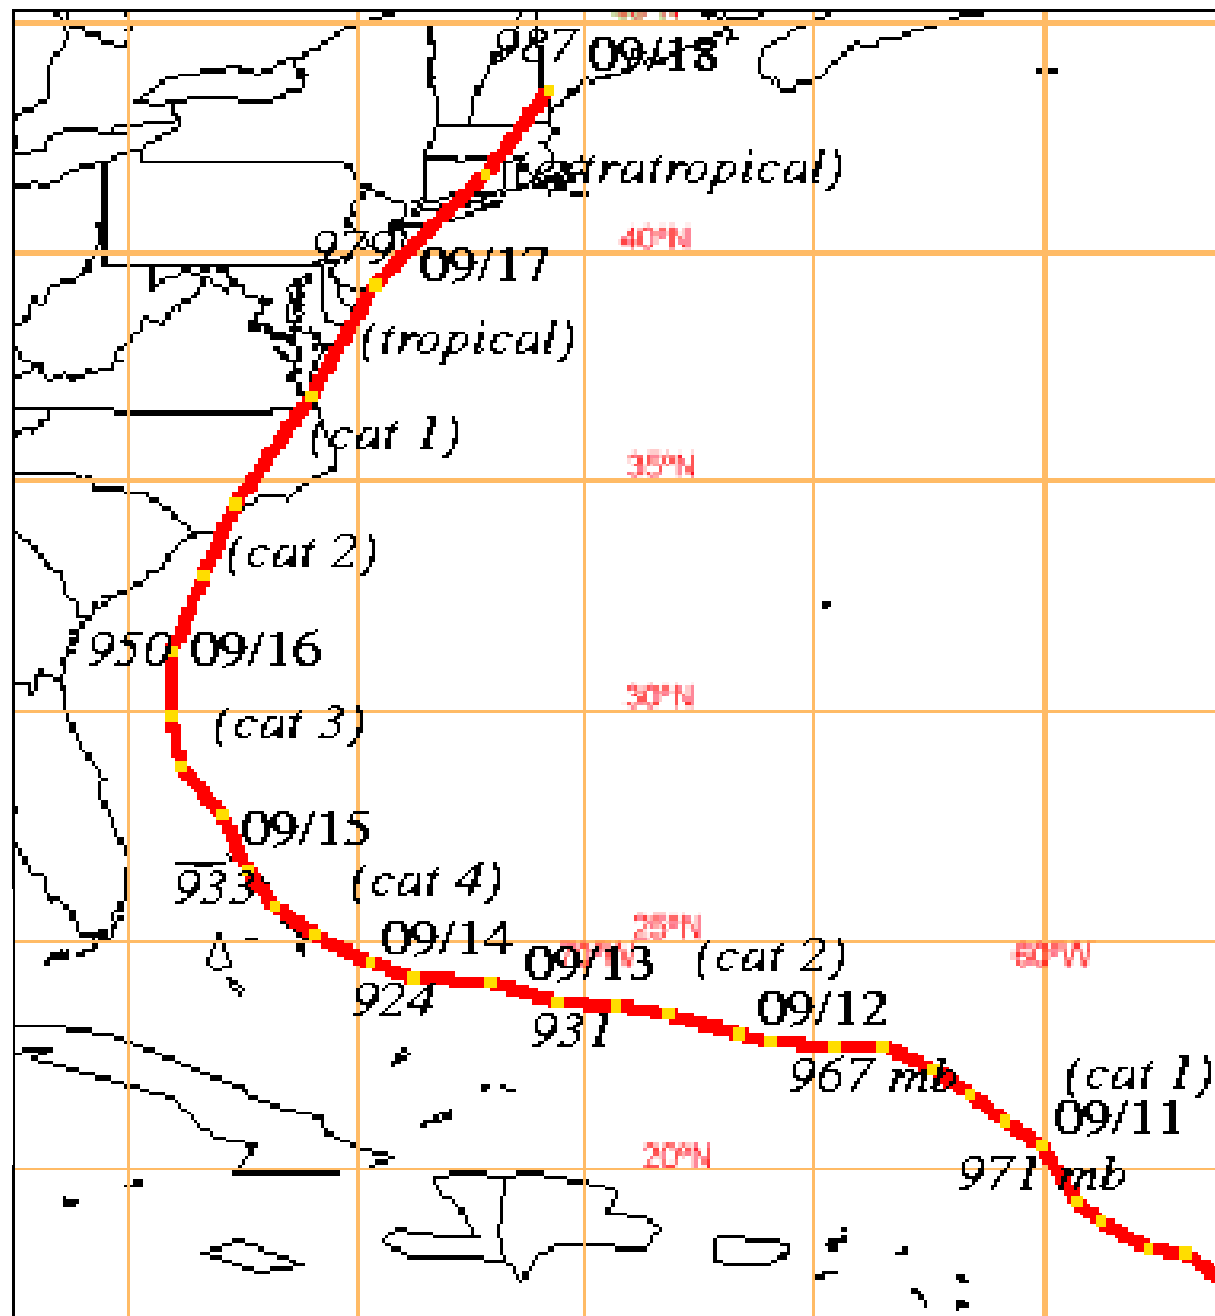 987 09/18
(extratropical)
40°N
979 09/17
(tropical)
(cat 1)
35°N
(cat 2)
950 09/16
30°N
(cat 3)
09/15
933 (cat 4)
25°N
09/14
09/13 (cat 2) 60°W
924
931 09/12
967 mb (cat 1)
09/11
20°N
971 mb